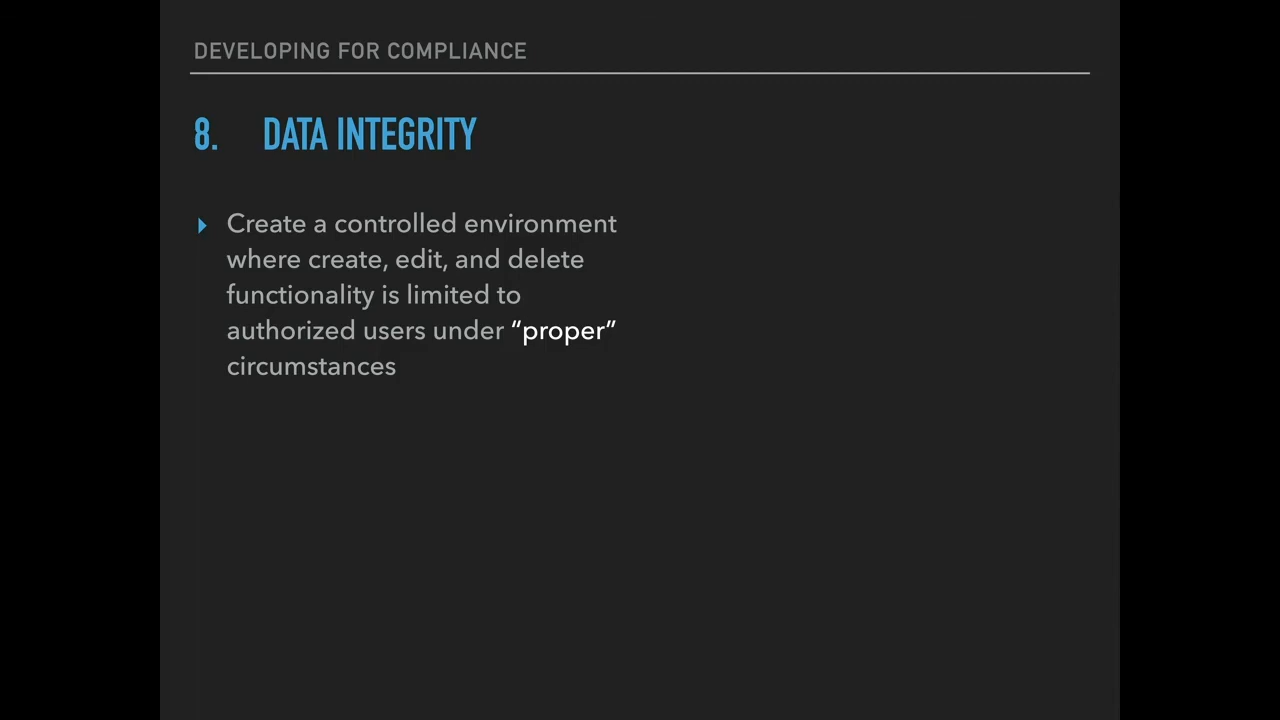 DEVELOPING FOR COMPLIANCE
8. DATA INTEGRITY
Create a controlled environment
where create, edit, and delete
functionality is limited to
authorized users under “proper”
circumstances